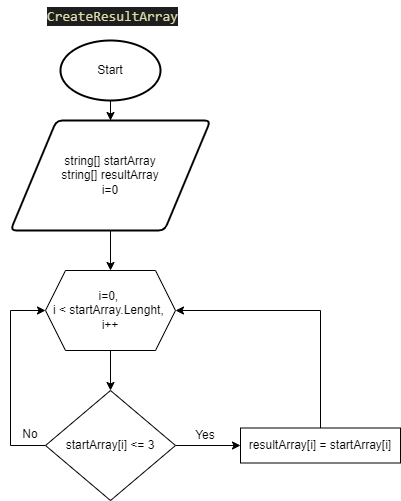 CreateResultArray
Start
string[] startArray
string[] resultArray
i=0
i=0,
i < startArray.Lenght,
i++
No
startArray[i] <= 3
Yes
resultArray[i] = startArray[i]